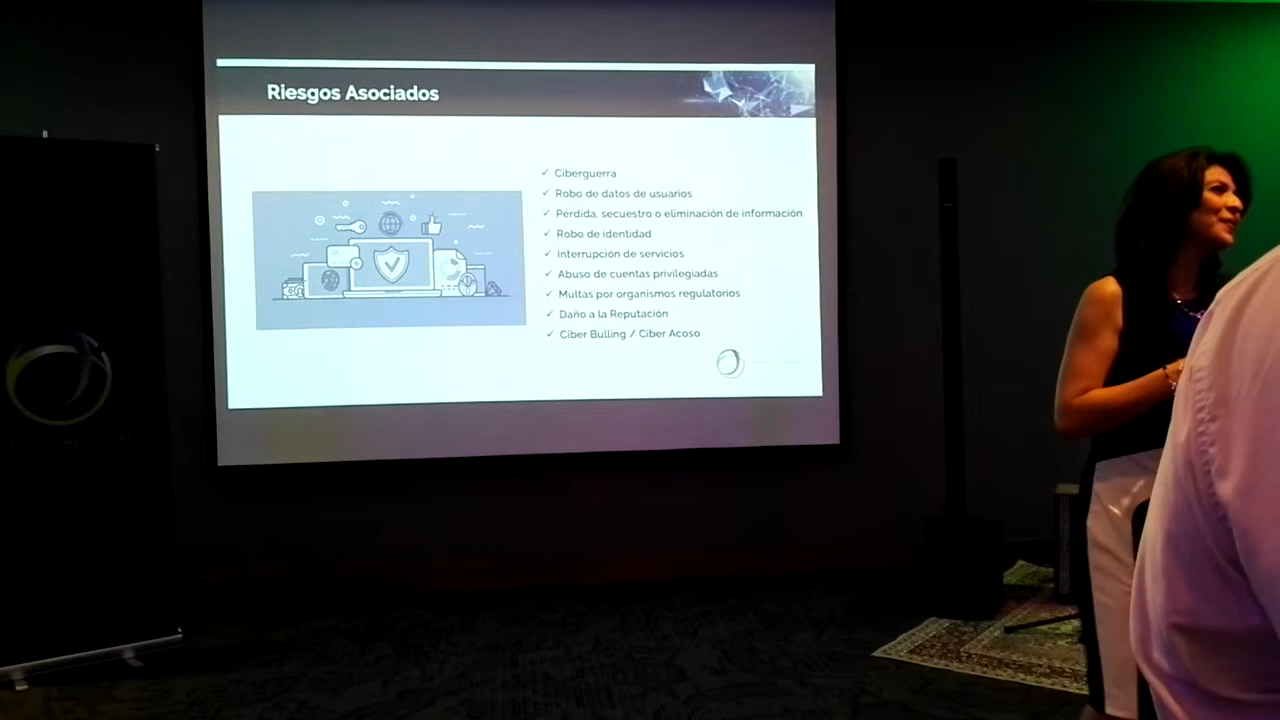 Riesgos Asociados
✓ Ciberguerra
✓ Robo de datos de usuarios
✓ Pérdida, secuestro o eliminación de información
✓ Robo de identidad
✓ Interrupción de servicios
✓ Abuso de cuentas privilegiadas
✓ Multas por organismos regulatorios
✓ Daño a la Reputación
✓ Ciber Bulling / Ciber Acoso